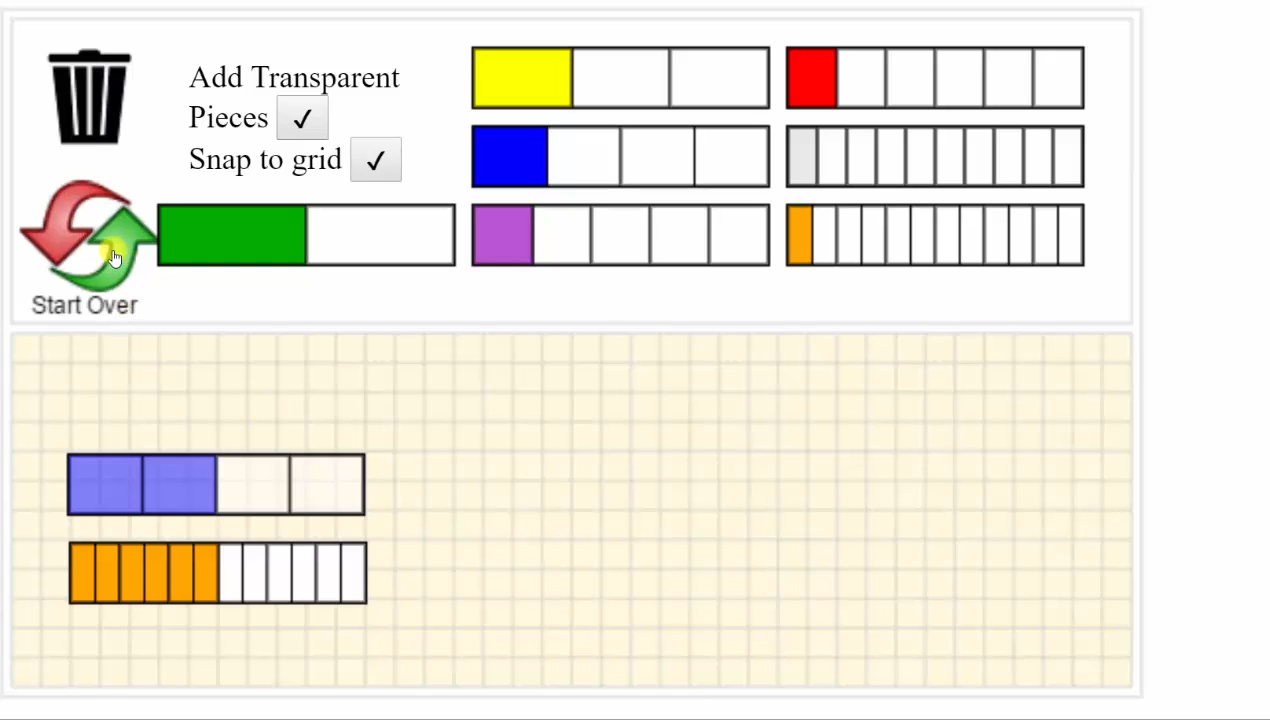 Add Transparent
Pieces ✓
Snap to grid ✓
Start Over